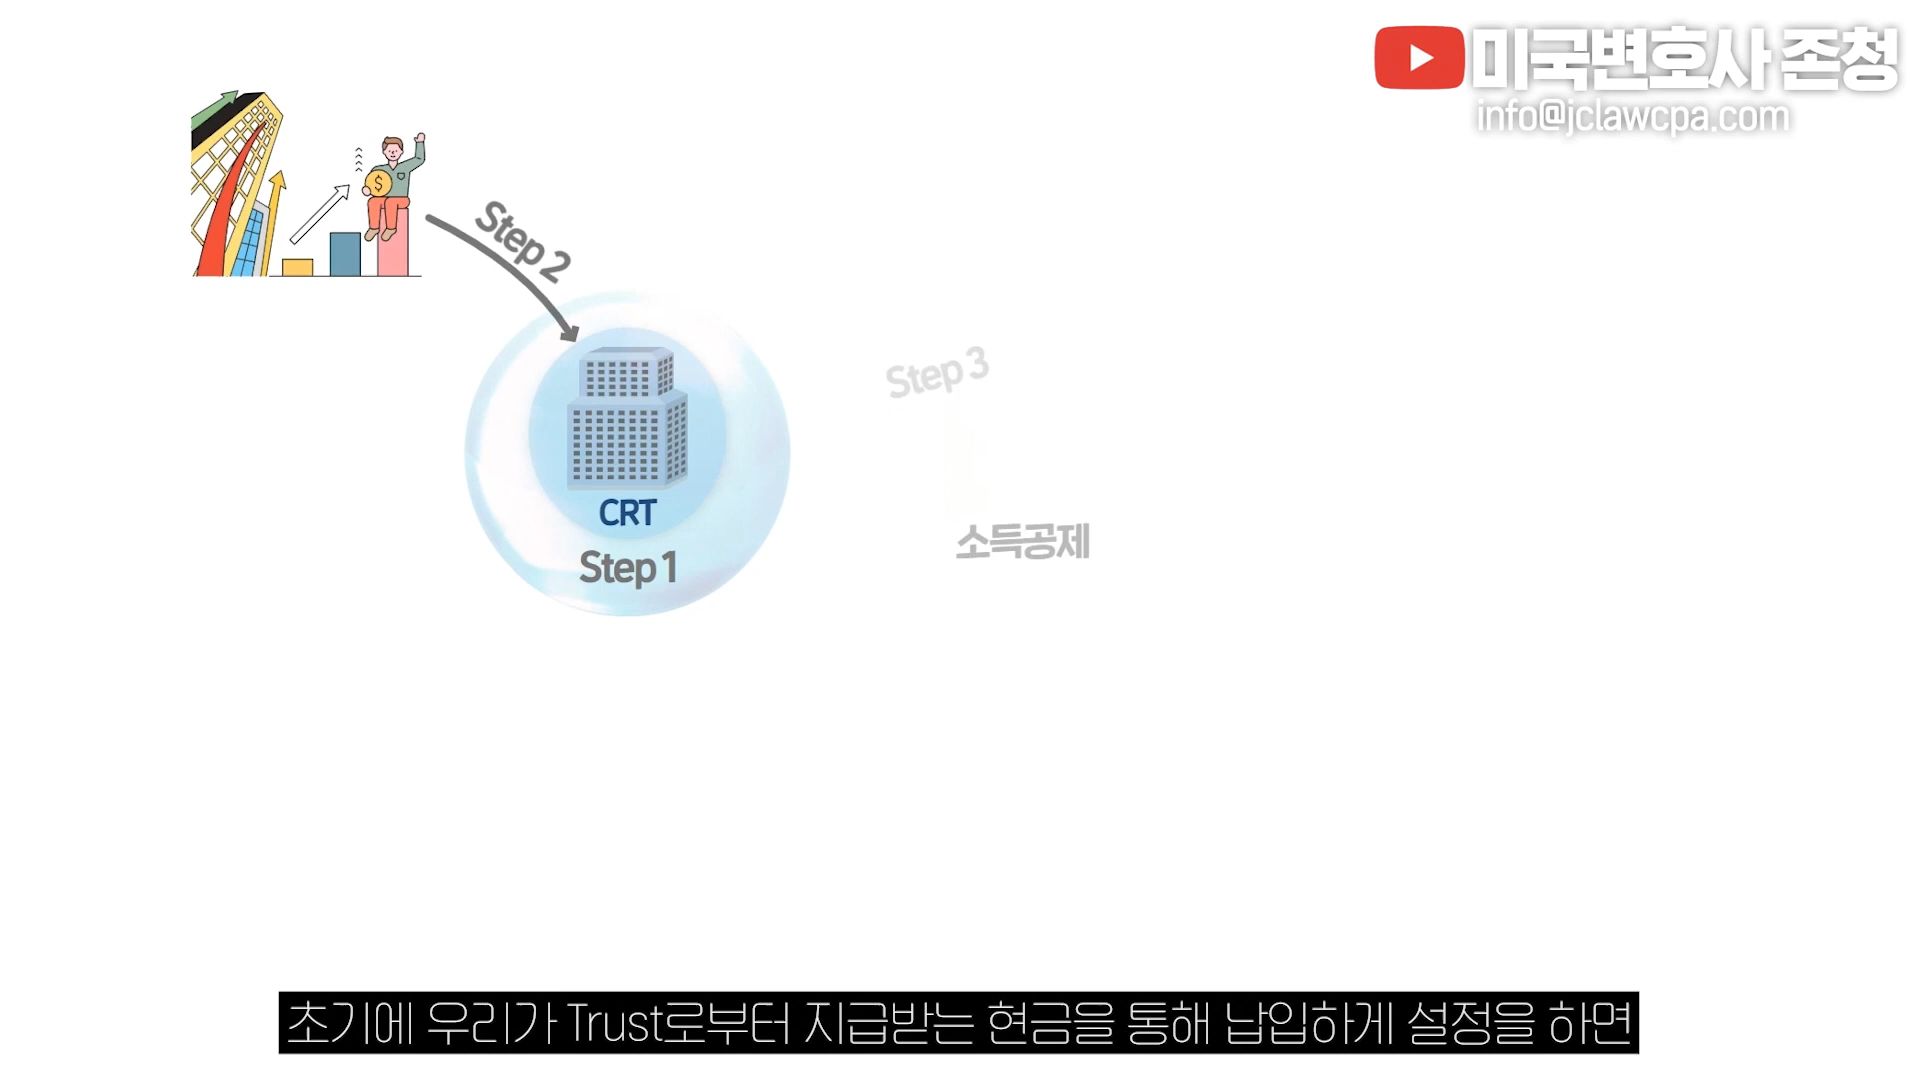 미국변호사 존청
info@jclawcpa.com
$
Step 2
Step 3
CRT
소득공제
Step 1
초기에 우리가 Trust로부터 지급받는 현금을 통해 납입하게 설정을 하면